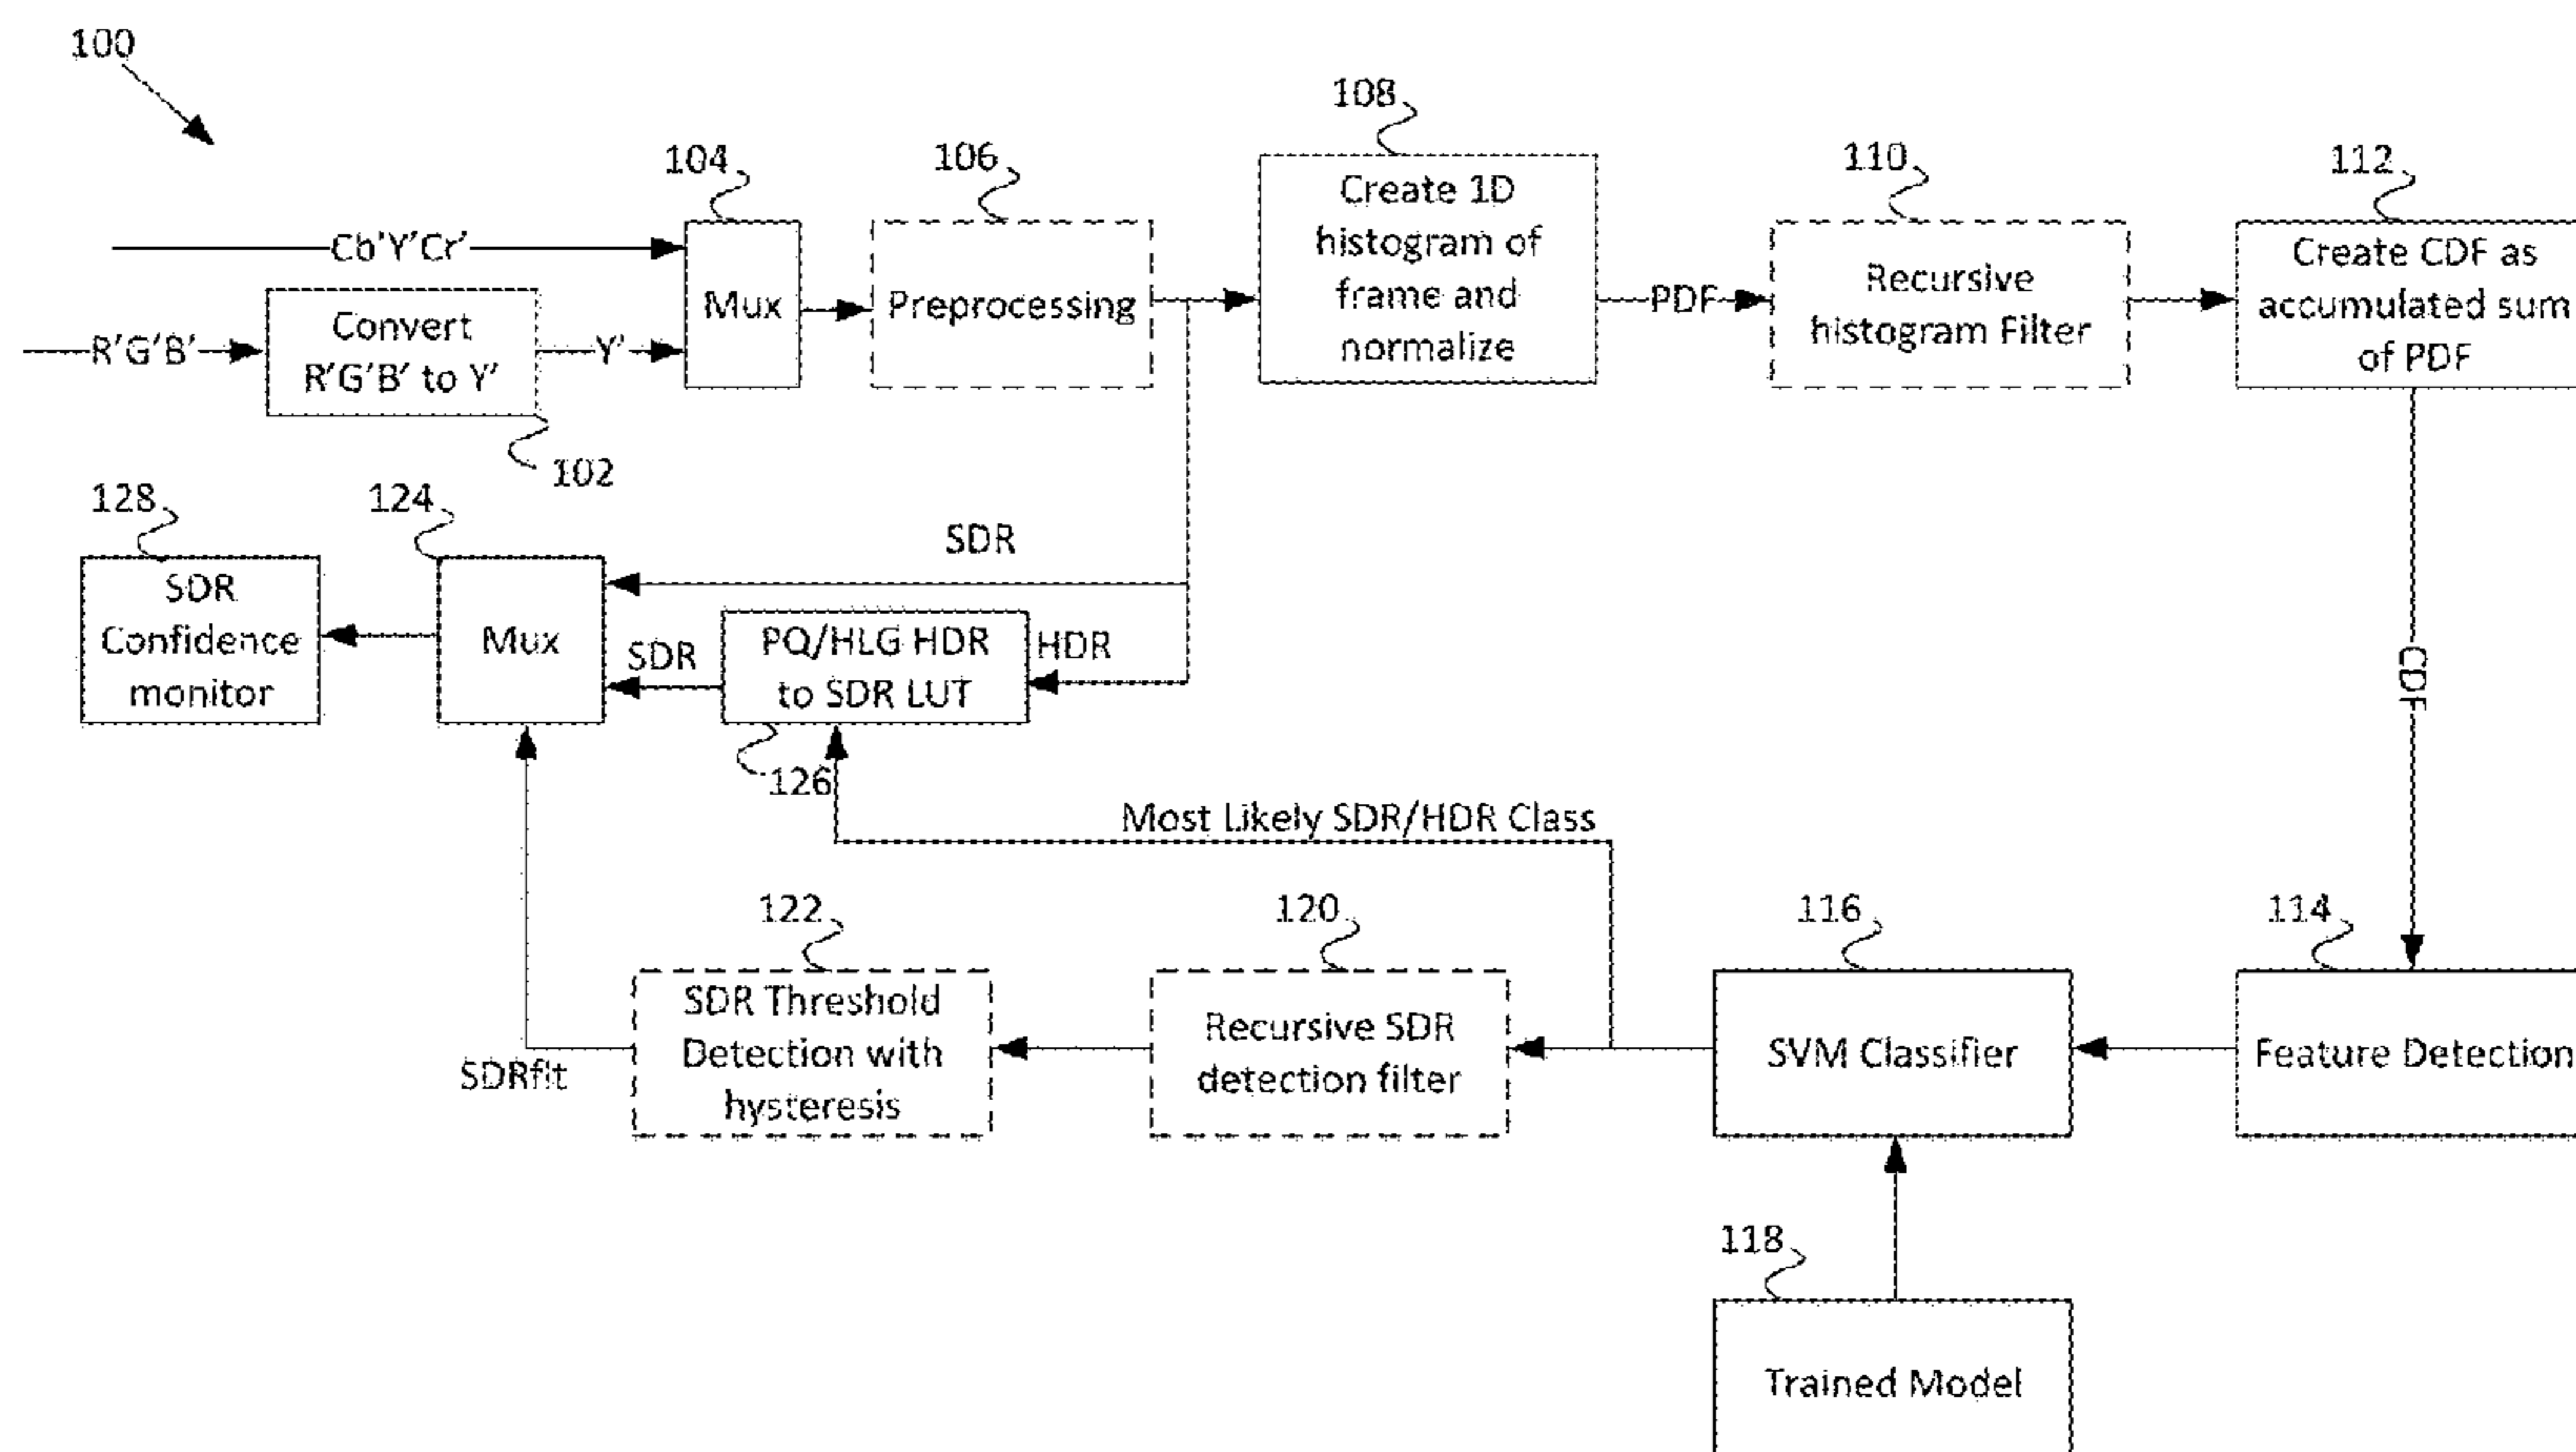 100
108
104
106
110
112
Create 1D
histogram of
frame and
normalize
Cb'Y'Cr'
Mux
Preprocessing
PDF
Recursive
histogram Filter
Create CDF as
accumulated sum
of PDF
R'G'B'
Convert
R'G'B' to Y'
Y'
102
128
124
SDR
SDR
Confidence
monitor
Mux
SDR
PQ/HLG HDR
to SDR LUT
HDR
CDF
126
Most Likely SDR/HDR Class
122
120
116
114
SDRflt
SDR Threshold
Detection with
hysteresis
Recursive SDR
detection filter
SVM Classifier
Feature Detection
118
Trained Model